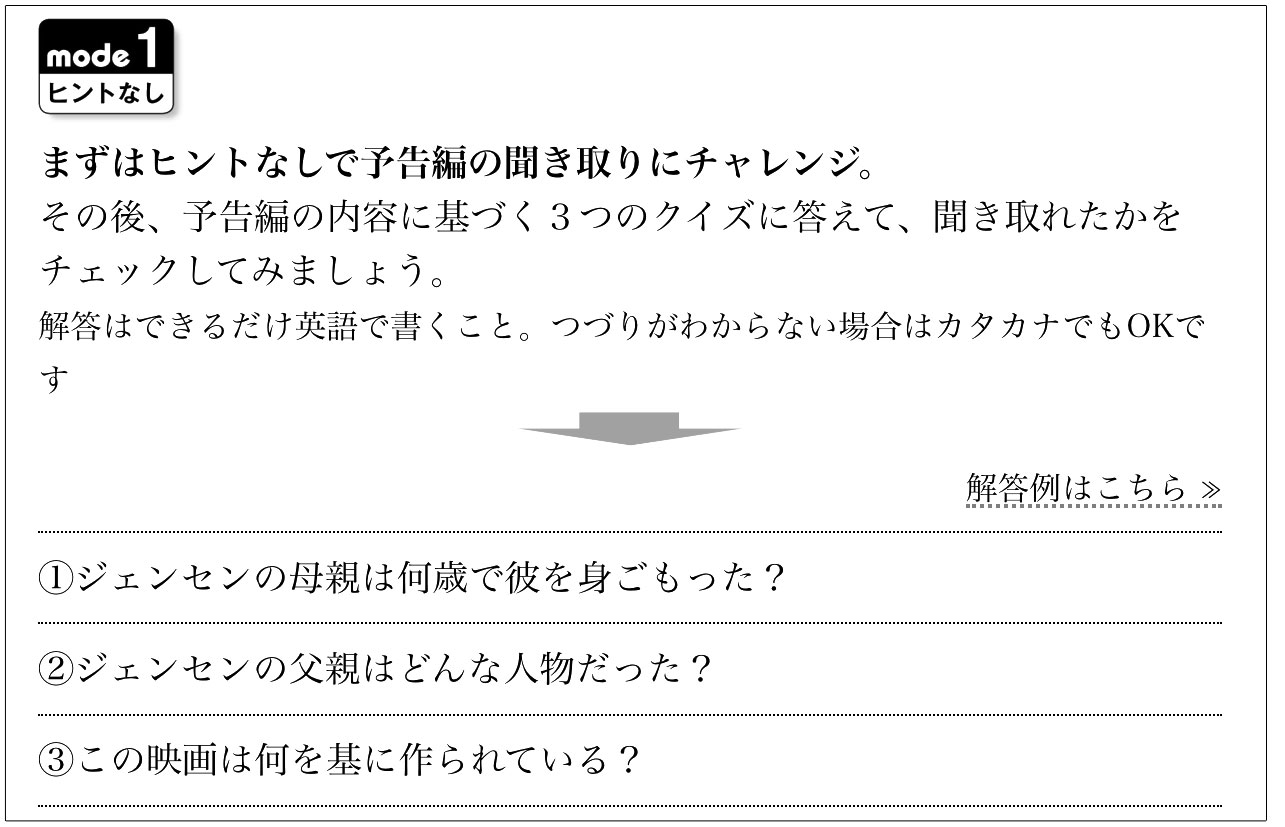 mode 1
ヒントなし
まずはヒントなしで予告編の聞き取りにチャレンジ。
その後、予告編の内容に基づく３つのクイズに答えて、聞き取れたかを
チェックしてみましょう。
解答はできるだけ英語で書くこと。つづりがわからない場合はカタカナでもOKで
す
解答例はこちら ≫
①ジェンセンの母親は何歳で彼を身ごもった？
②ジェンセンの父親はどんな人物だった？
③この映画は何を基に作られている？